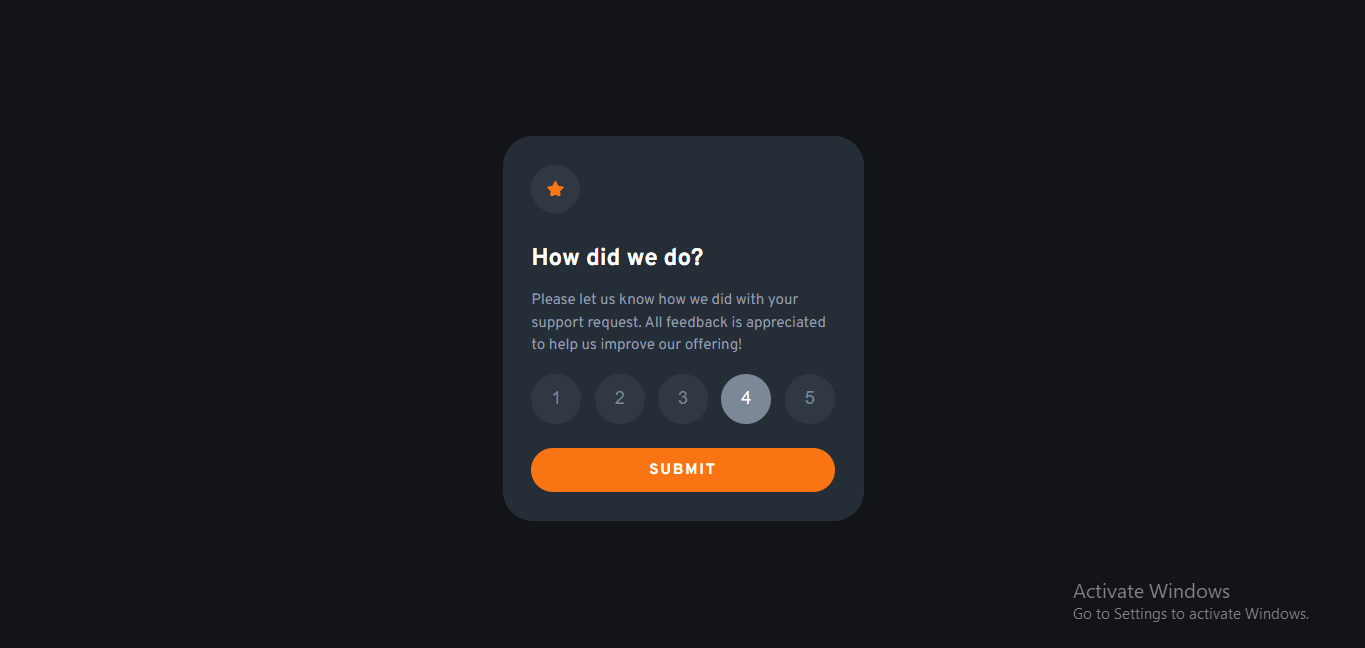 How did we do?
Please let us know how we did with your
support request. All feedback is appreciated
to help us improve our offering!
1 2 3 4 5
SUBMIT
Activate Windows
Go to Settings to activate Windows.